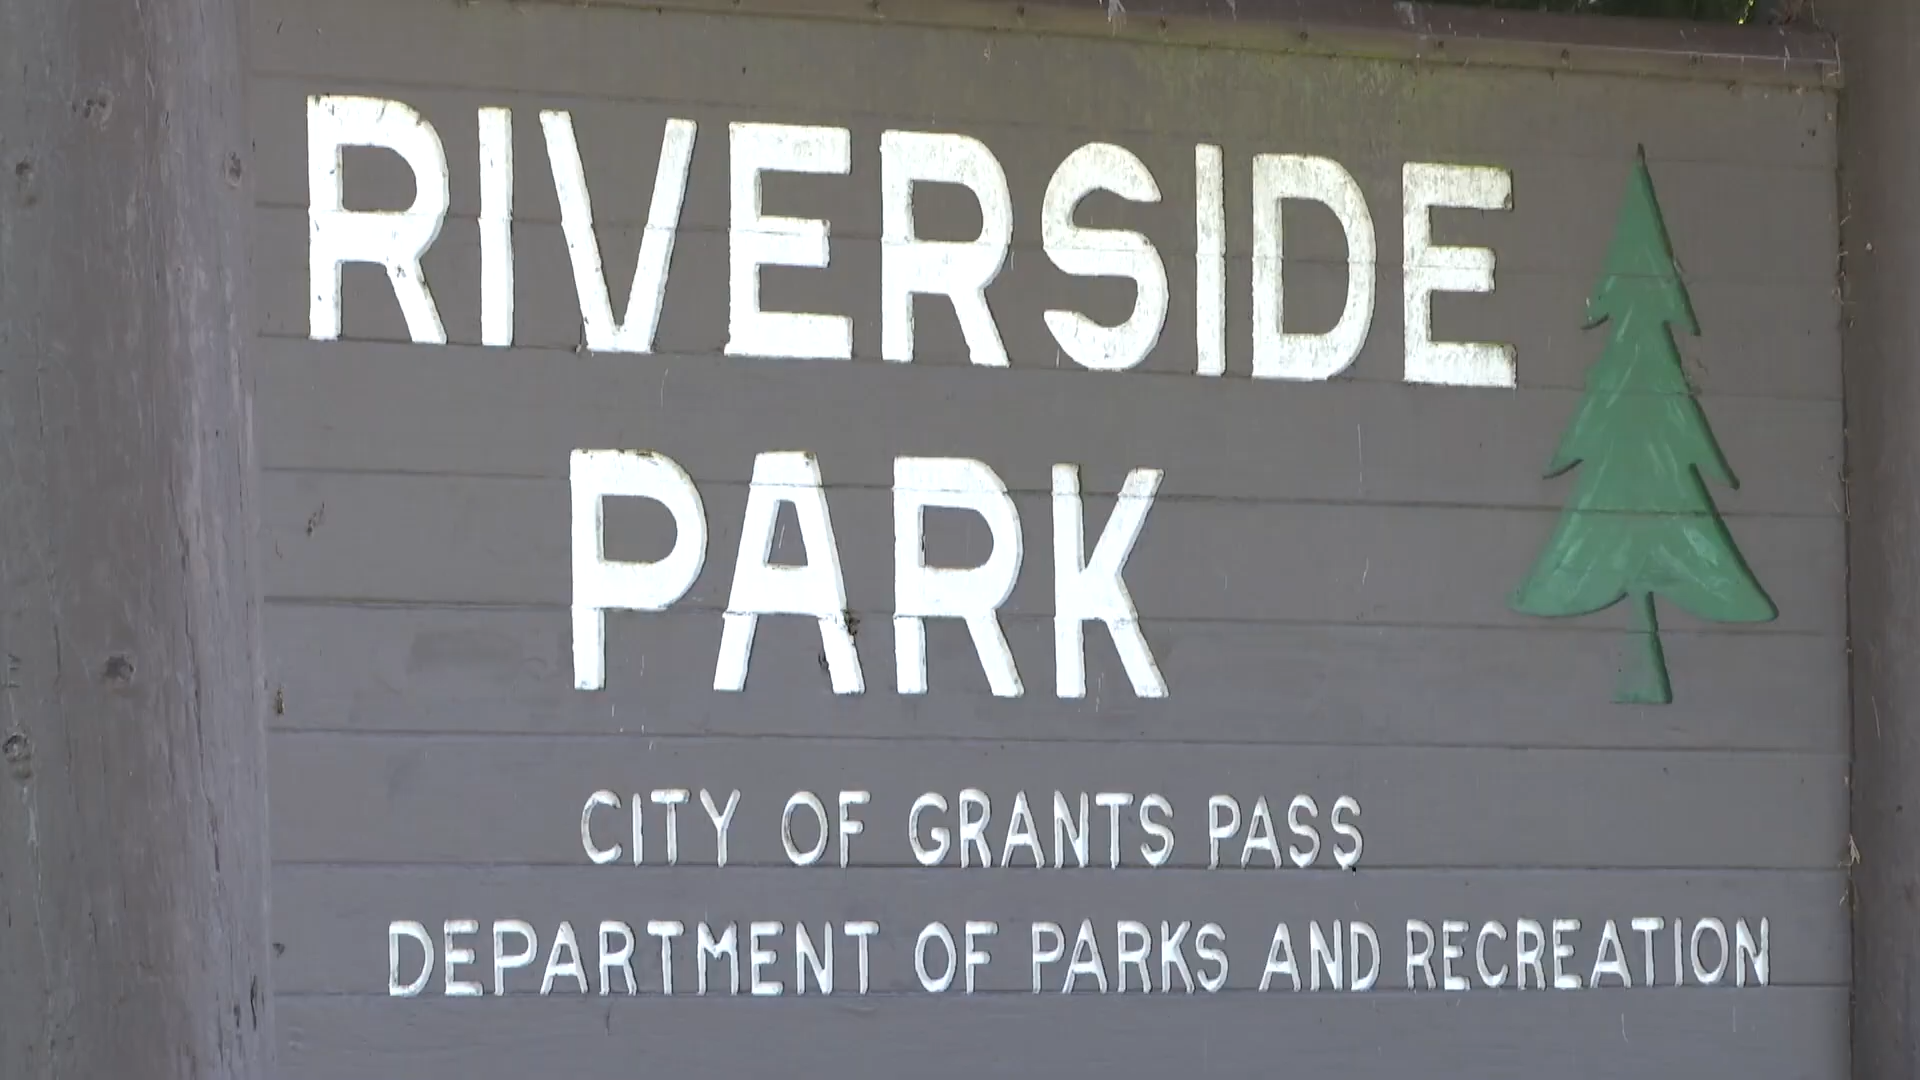 RIVERSIDE
PARK
CITY OF GRANTS PASS
DEPARTMENT OF PARKS AND RECREATION